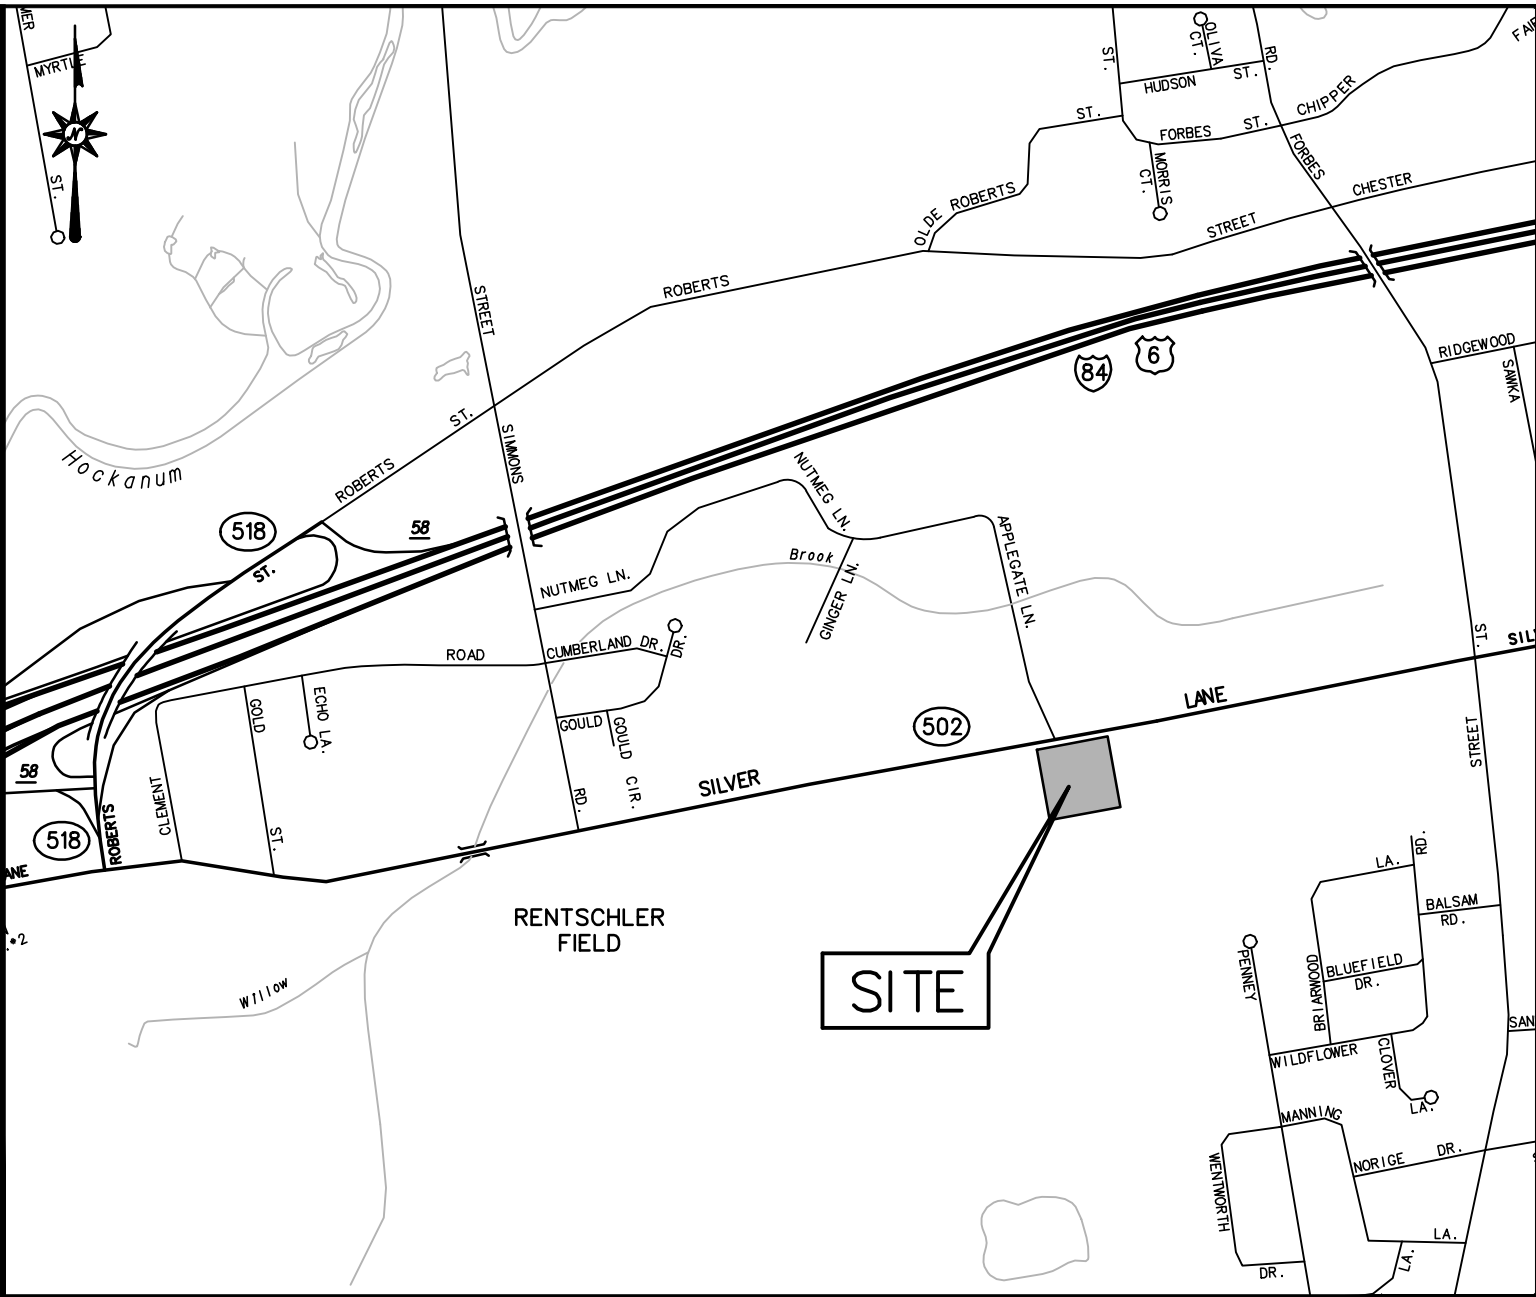 MYRTLE
ST.
N
Hockanum
STREET
SIMMONS
RD.
ROBERTS
ST.
ROBERTS
STREET
CHESTER
OLDE ROBERTS
ST.
ST.
HUDSON ST.
OLIVA
CT.
RD.
FORBES ST.
CHIPPER
MORRIS
CT.
FORBES
84
6
RIDGEWOOD
SAWKA
518
58
ST.
58
518
ROBERTS
ROAD
CLEMENT
GOLD
ST.
ECHO LA.
NUTMEG LN.
NUTMEG LN.
Brook
GINGER LN.
APPLEGATE LN.
CUMBERLAND DR.
DR.
GOULD
GOULD
CIR.
502
SILVER
LANE
ST.
STREET
RENTSCHLER
FIELD
SITE
Willow
PENNEY
LA.
RD.
BALSAM
RD.
BRIARWOOD
BLUEFIELD
DR.
WILDFLOWER
CLOVER
LA.
MANNING
WENTWORTH
DR.
NORIGE DR.
LA.
LA.